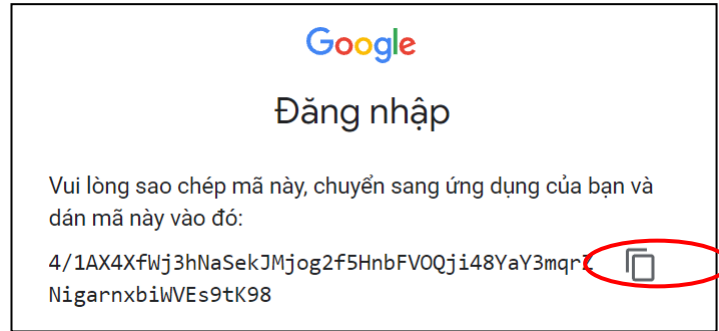 Google
Đăng nhập
Vui lòng sao chép mã này, chuyển sang ứng dụng của bạn và
dán mã này vào đó:
4/1AX4XfWj3hNaSekJMjog2f5HnbFVOQji48YaY3mqrZ
NigarnxbiWVEs9tK98